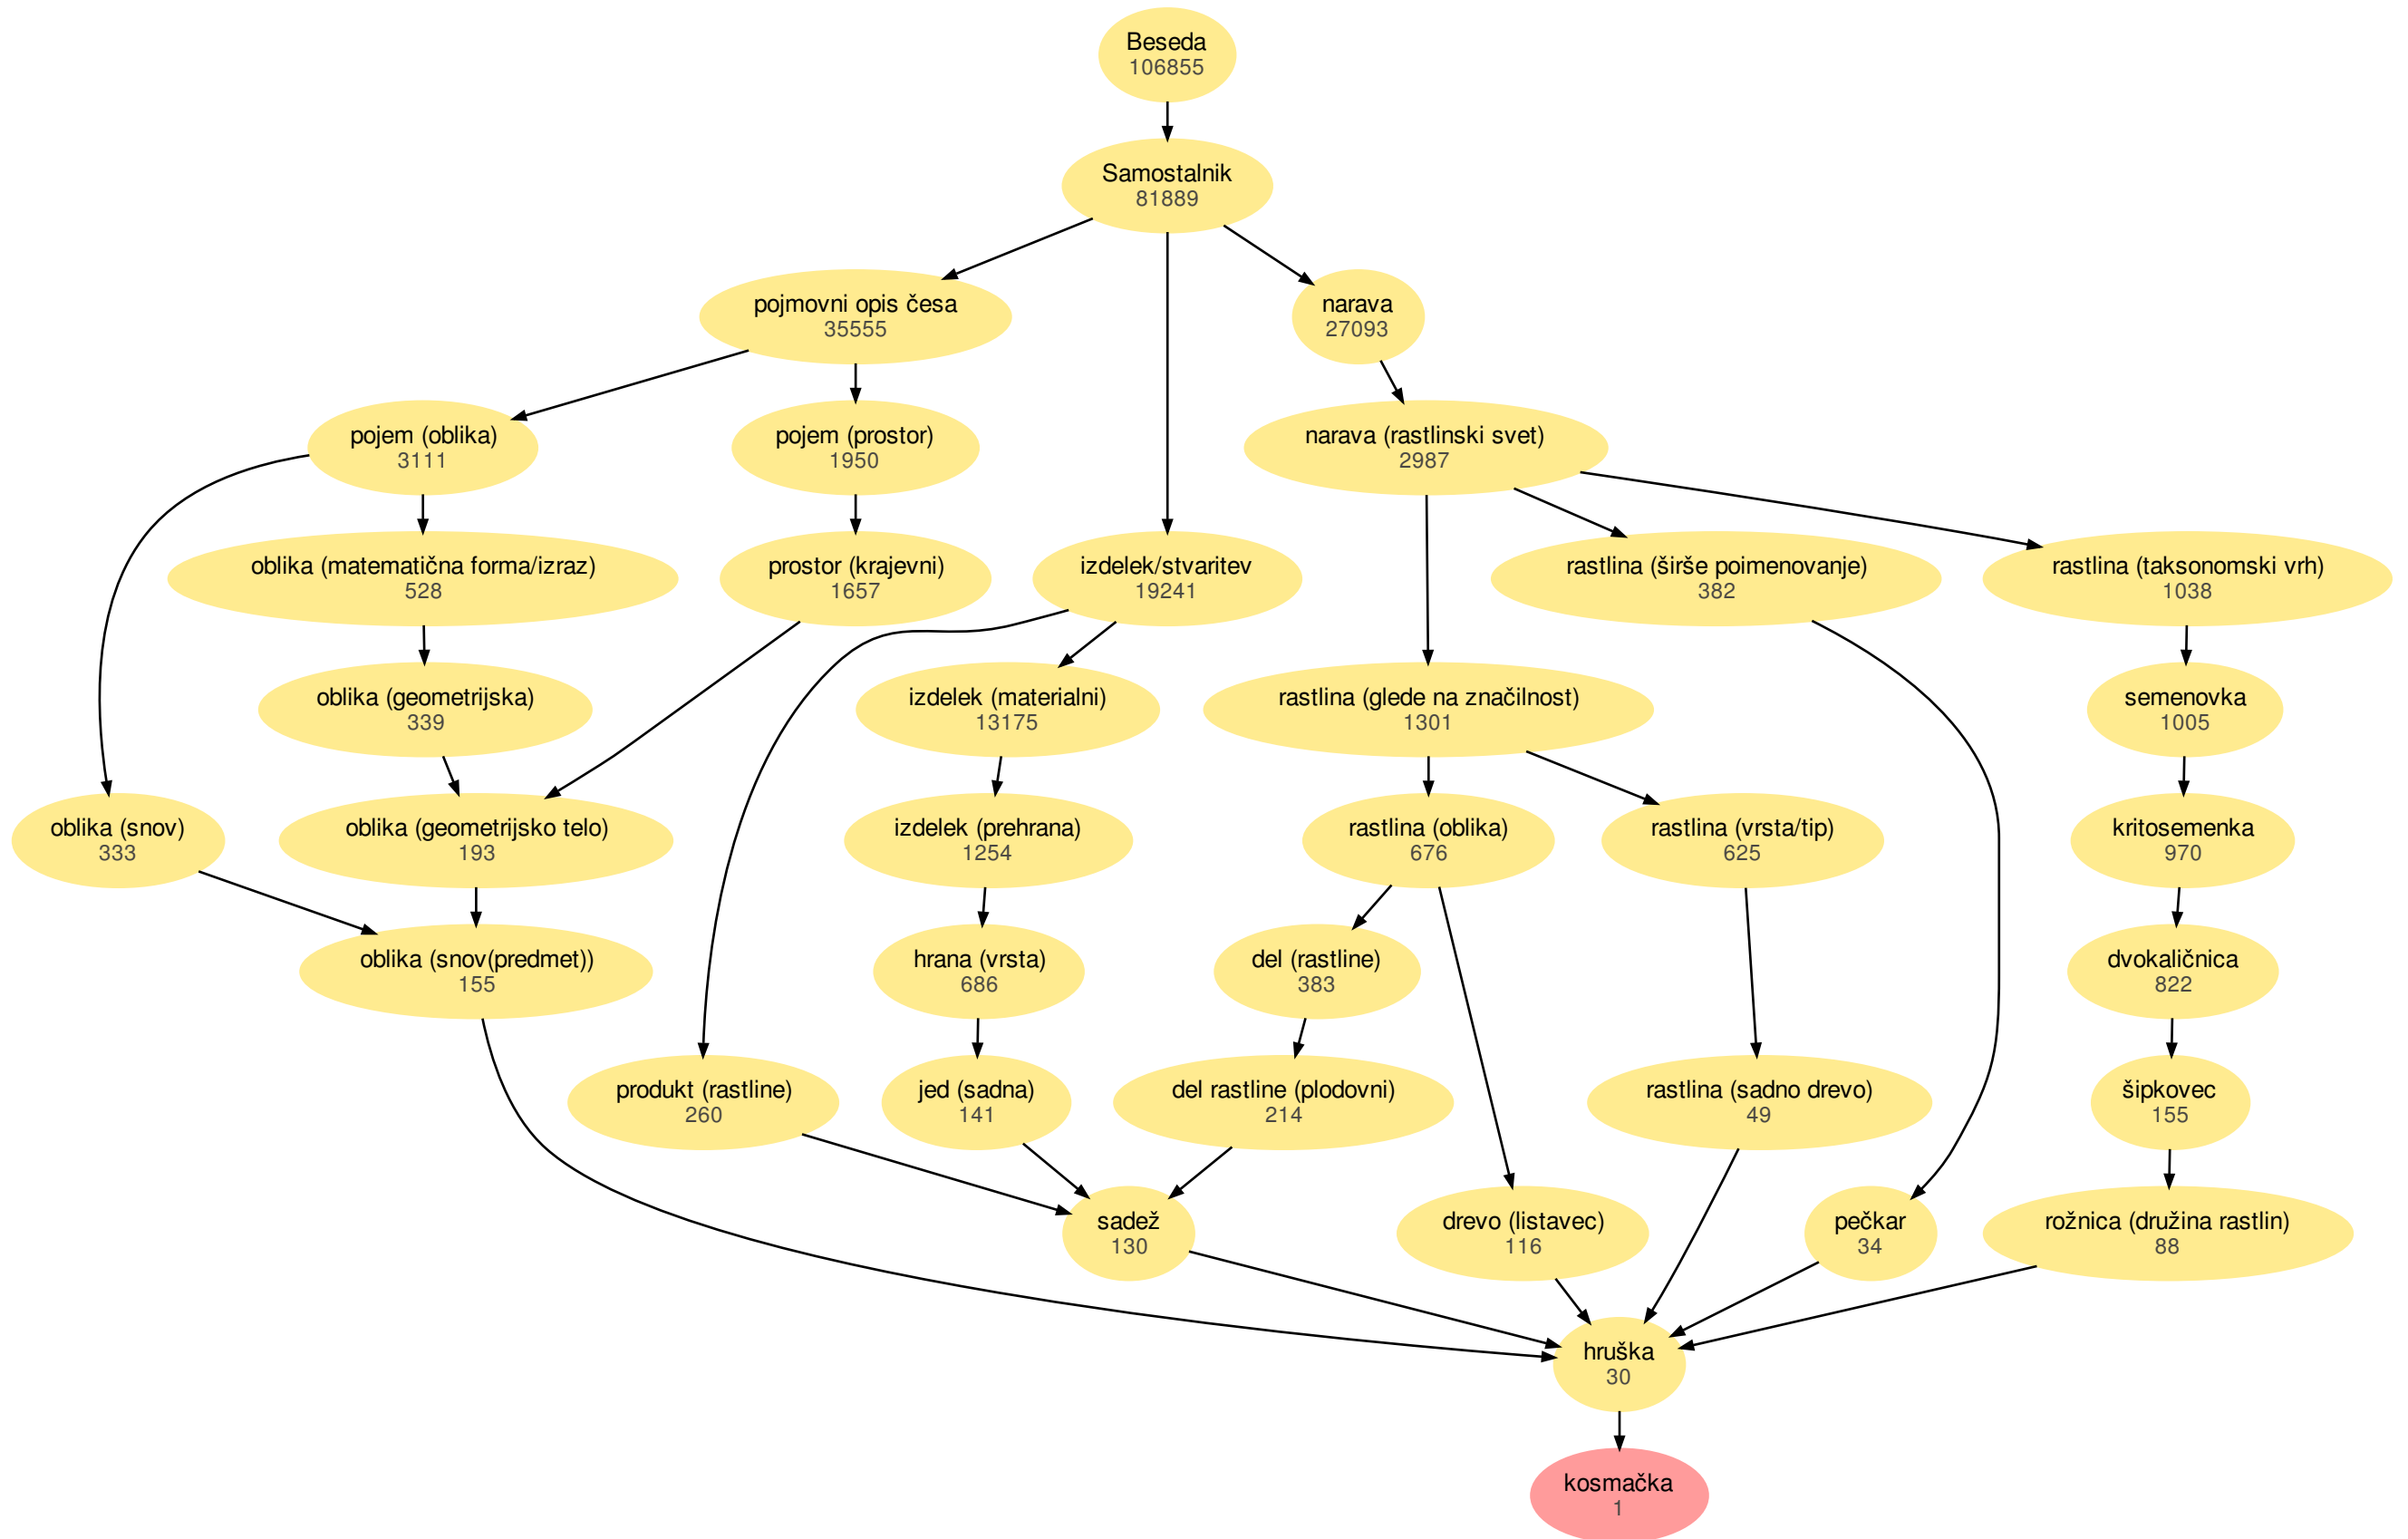 Beseda
106855
Samostalnik
81889
pojmovni opis česa
35555
narava
27093
pojem (oblika)
3111
pojem (prostor)
1950
narava (rastlinski svet)
2987
oblika (matematična forma/izraz)
528
prostor (krajevni)
1657
izdelek/stvaritev
19241
rastlina (širše poimenovanje)
382
rastlina (taksonomski vrh)
1038
oblika (geometrijska)
339
izdelek (materialni)
13175
rastlina (glede na značilnost)
1301
semenovka
1005
oblika (snov)
333
oblika (geometrijsko telo)
193
izdelek (prehrana)
1254
rastlina (oblika)
676
rastlina (vrsta/tip)
625
kritosemenka
970
oblika (snov(predmet))
155
hrana (vrsta)
686
del (rastline)
383
dvokaličnica
822
produkt (rastline)
260
jed (sadna)
141
del rastline (plodovni)
214
rastlina (sadno drevo)
49
šipkovec
155
sadež
130
drevo (listavec)
116
pečkar
34
rožnica (družina rastlin)
88
hruška
30
kosmačka
1